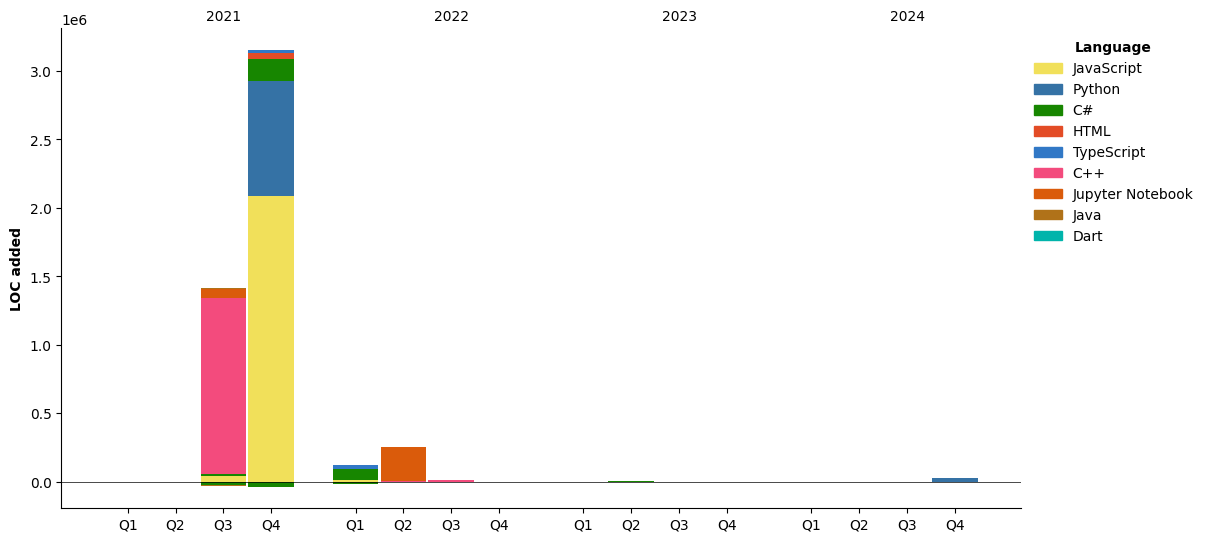 2021 2022 2023 2024
1e6
3.0
2.5
2.0
1.5
1.0
0.5
0.0
LOC added
Q1 Q2 Q3 Q4 Q1 Q2 Q3 Q4 Q1 Q2 Q3 Q4 Q1 Q2 Q3 Q4
Language
JavaScript
Python
C#
HTML
TypeScript
C++
Jupyter Notebook
Java
Dart